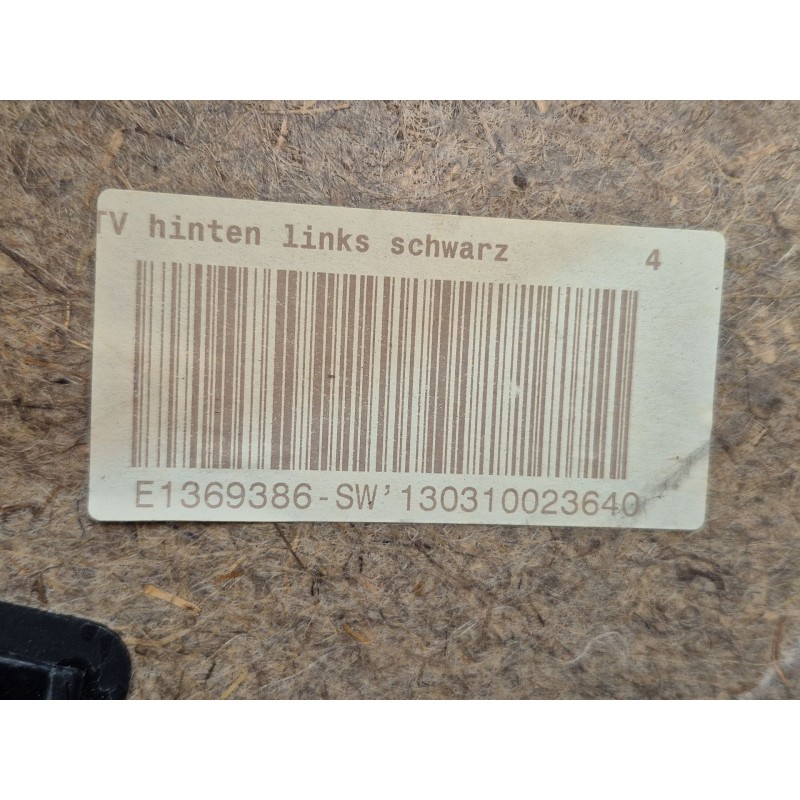 TV hinten links schwarz 4
E1369386-SW'130310023640